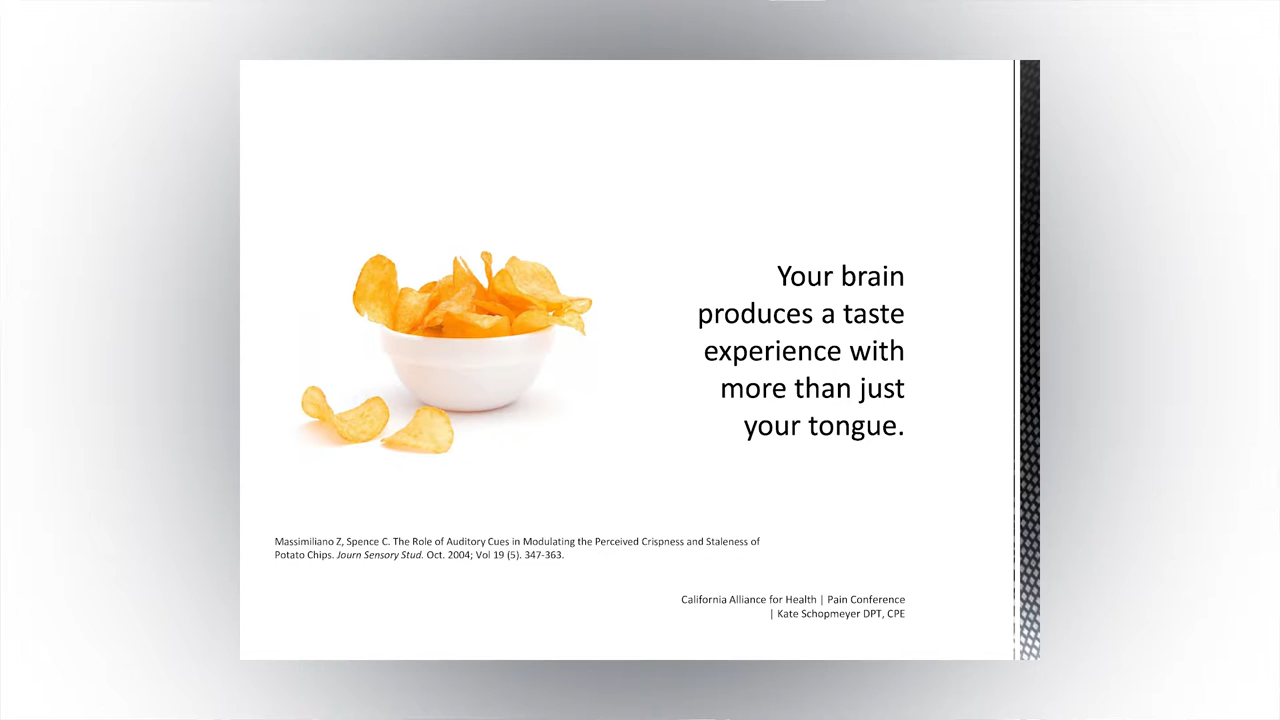 Your brain
produces a taste
experience with
more than just
your tongue.
Massimiliano Z, Spence C. The Role of Auditory Cues in Modulating the Perceived Crispness and Staleness of
Potato Chips. Journ Sensory Stud. Oct. 2004; Vol 19 (5). 347-363.
California Alliance for Health | Pain Conference
| Kate Schopmeyer DPT, CPE